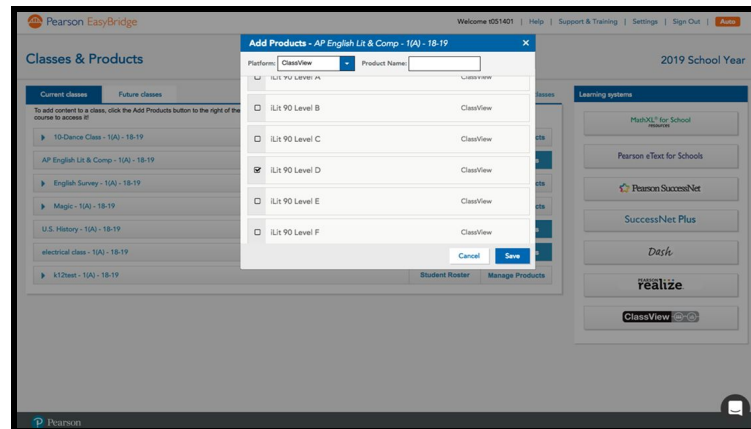 Pearson EasyBridge
Welcome t051401 | Help | Support & Training | Settings | Sign Out | Auto
Classes & Products
2019 School Year
Add Products - AP English Lit & Comp - 1(A) - 18-19
Platform: ClassView Product Name:
iLit 90 Level A ClassView
iLit 90 Level B ClassView
iLit 90 Level C ClassView
iLit 90 Level D ClassView
iLit 90 Level E ClassView
iLit 90 Level F ClassView
Cancel Save
Current classes Future classes
To add content to a class, click the Add Products button to the right of the
course to access it!
10-Dance Class - 1(A) - 18-19
AP English Lit & Comp - 1(A) - 18-19
English Survey - 1(A) - 18-19
Magic - 1(A) - 18-19
U.S. History - 1(A) - 18-19
electrical class - 1(A) - 18-19
k12test - 1(A) - 18-19 Student Roster Manage Products
Learning systems
MathXL® for School
Pearson eText for Schools
Pearson SuccessNet
SuccessNet Plus
Dash
PEARSON
realize
ClassView
Pearson